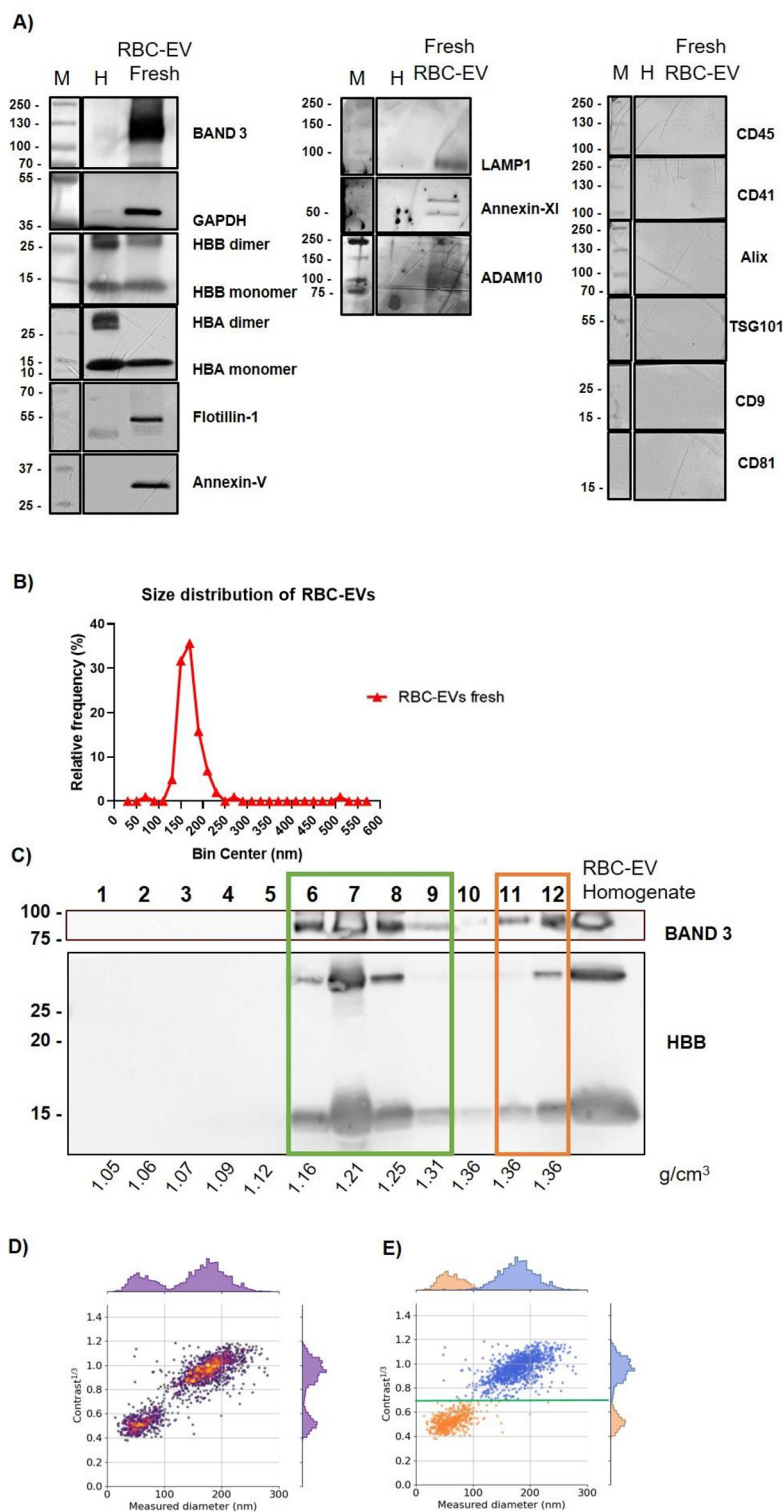 A)
RBC-EV
M H Fresh
250 -
130 -
100 -
70 -
BAND 3
55 -
35 -
GAPDH
25 -
HBB dimer
15 -
HBB monomer
HBA dimer
25 -
15 -
10 -
HBA monomer
70 -
55 -
Flotillin-1
37 -
Annexin-V
25 -
Fresh
M H RBC-EV
250 -
150 -
100 -
LAMP1
Annexin-XI
50 -
250 -
150 -
100 -
75 -
ADAM10
Fresh
M H RBC-EV
250 -
130 -
100 -
CD45
250 -
130 -
100 -
CD41
250 -
130 -
100 -
70 -
Alix
55 -
TSG101
25 -
15 -
CD9
CD81
15 -
B)
Size distribution of RBC-EVs
Relative frequency (%)
40
30
20
10
0
0 50 100 150 200 250 300 350 400 450 500 550 600
Bin Center (nm)
RBC-EVs fresh
C)
1 2 3 4 5 6 7 8 9 10 11 12
RBC-EV
Homogenate
100 -
75 -
BAND 3
25 -
20 -
15 -
HBB
1.05 1.06 1.07 1.09 1.12 1.16 1.21 1.25 1.31 1.36 1.36 1.36 g/cm³
D)
Contrast¹/³
1.4
1.2
1.0
0.8
0.6
0.4
0.2
0.0
0 100 200 300
Measured diameter (nm)
E)
Contrast¹/³
1.4
1.2
1.0
0.8
0.6
0.4
0.2
0.0
0 100 200 300
Measured diameter (nm)